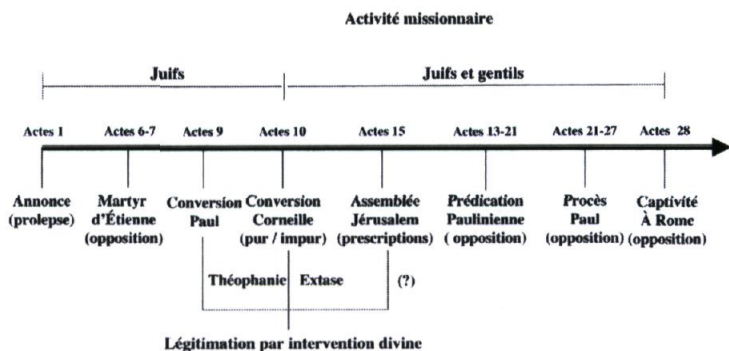 Activité missionnaire
Juifs
Juifs et gentils
Actes 1 Actes 6-7 Actes 9 Actes 10 Actes 15 Actes 13-21 Actes 21-27 Actes 28
Annonce Martyr Conversion Conversion Assemblée Prédication Procès Captivité
(prolepse) d'Étienne Paul Corneille Jérusalem Paulinienne Paul À Rome
(opposition) (pur / impur) (prescriptions) ( opposition) (opposition) (opposition)
Théophanie Extase (?)
Légitimation par intervention divine